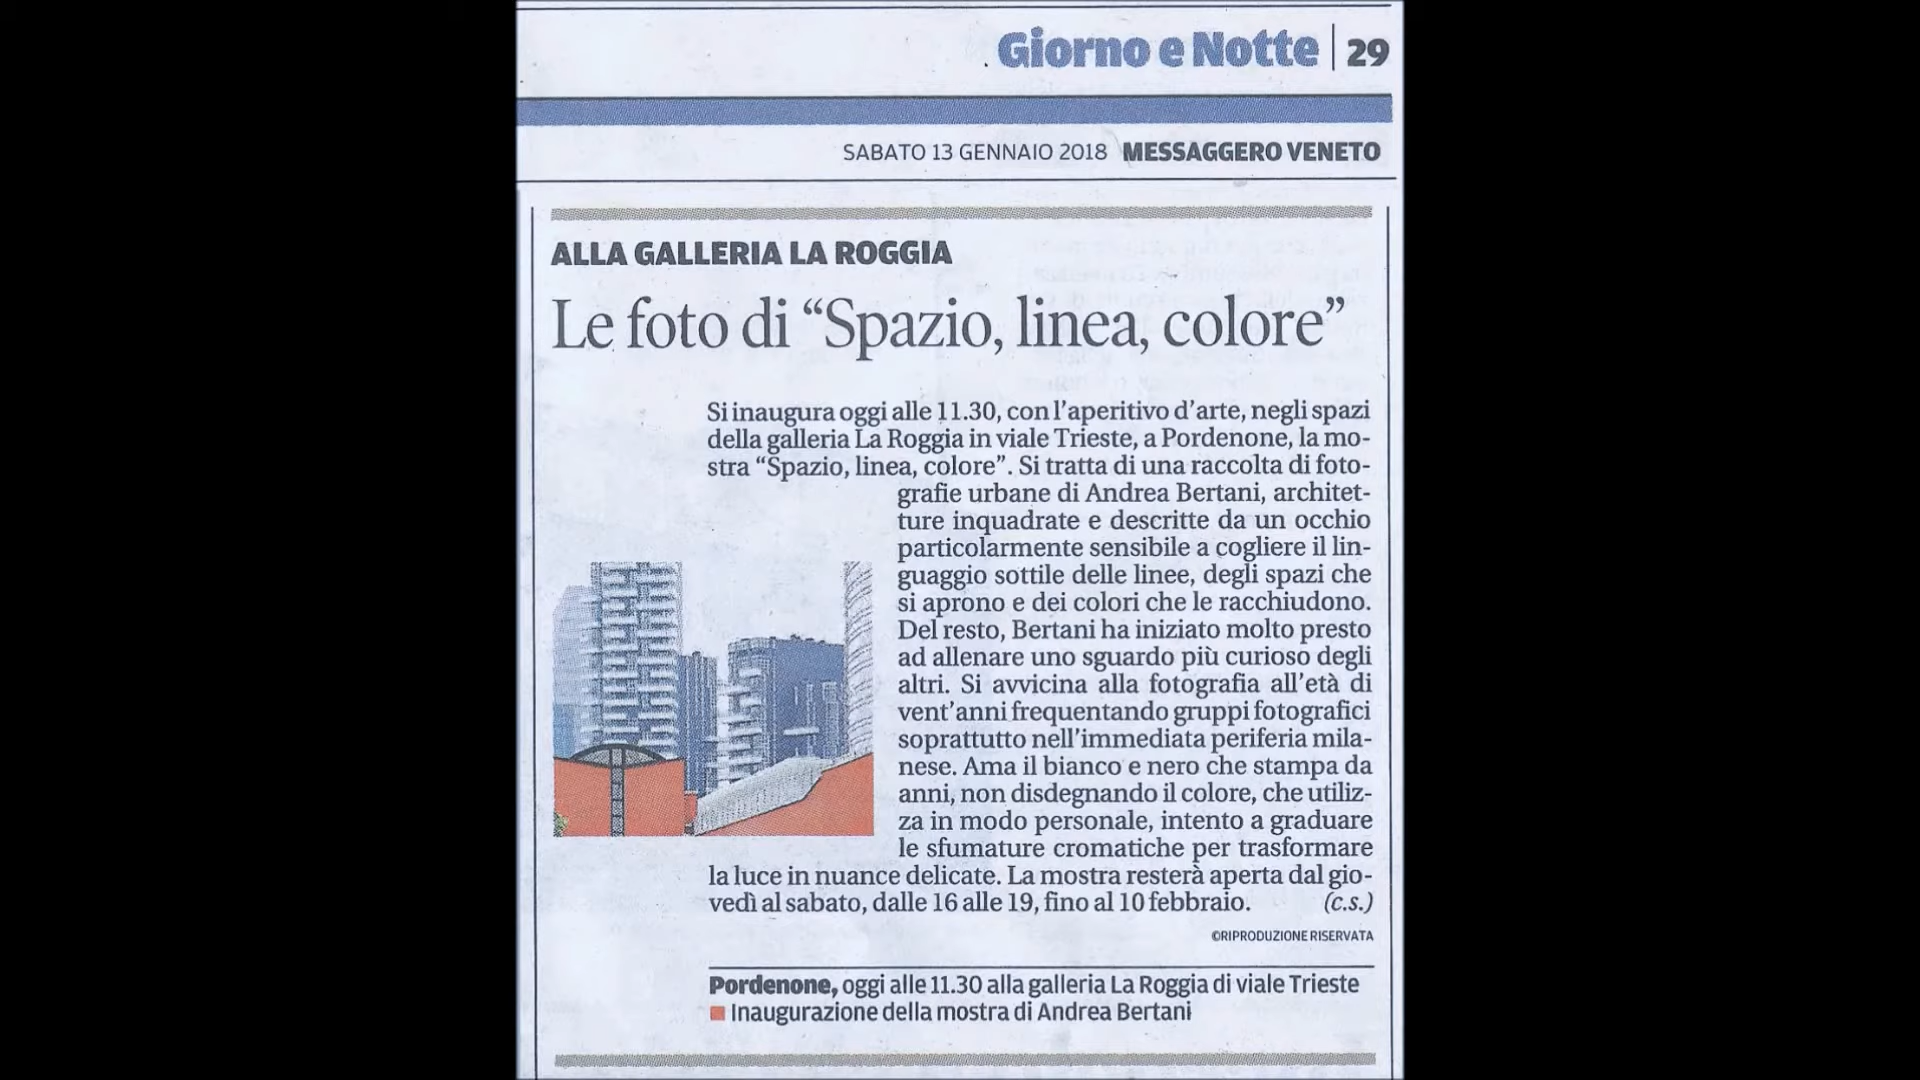 Giorno e Notte 29
SABATO 13 GENNAIO 2018 MESSAGGERO VENETO
ALLA GALLERIA LA ROGGIA
Le foto di “Spazio, linea, colore”
Si inaugura oggi alle 11.30, con l’aperitivo d’arte, negli spazi
della galleria La Roggia in viale Trieste, a Pordenone, la mo-
stra “Spazio, linea, colore”. Si tratta di una raccolta di foto-
grafie urbane di Andrea Bertani, architet-
ture inquadrate e descritte da un occhio
particolarmente sensibile a cogliere il lin-
guaggio sottile delle linee, degli spazi che
si aprono e dei colori che le racchiudono.
Del resto, Bertani ha iniziato molto presto
ad allenare uno sguardo più curioso degli
altri. Si avvicina alla fotografia all’età di
vent’anni frequentando gruppi fotografici
soprattutto nell’immediata periferia mila-
nese. Ama il bianco e nero che stampa da
anni, non disdegnando il colore, che utiliz-
za in modo personale, intento a graduare
le sfumature cromatiche per trasformare
la luce in nuance delicate. La mostra resterà aperta dal gio-
vedì al sabato, dalle 16 alle 19, fino al 10 febbraio. (c.s.)
©RIPRODUZIONE RISERVATA
Pordenone, oggi alle 11.30 alla galleria La Roggia di viale Trieste
Inaugurazione della mostra di Andrea Bertani